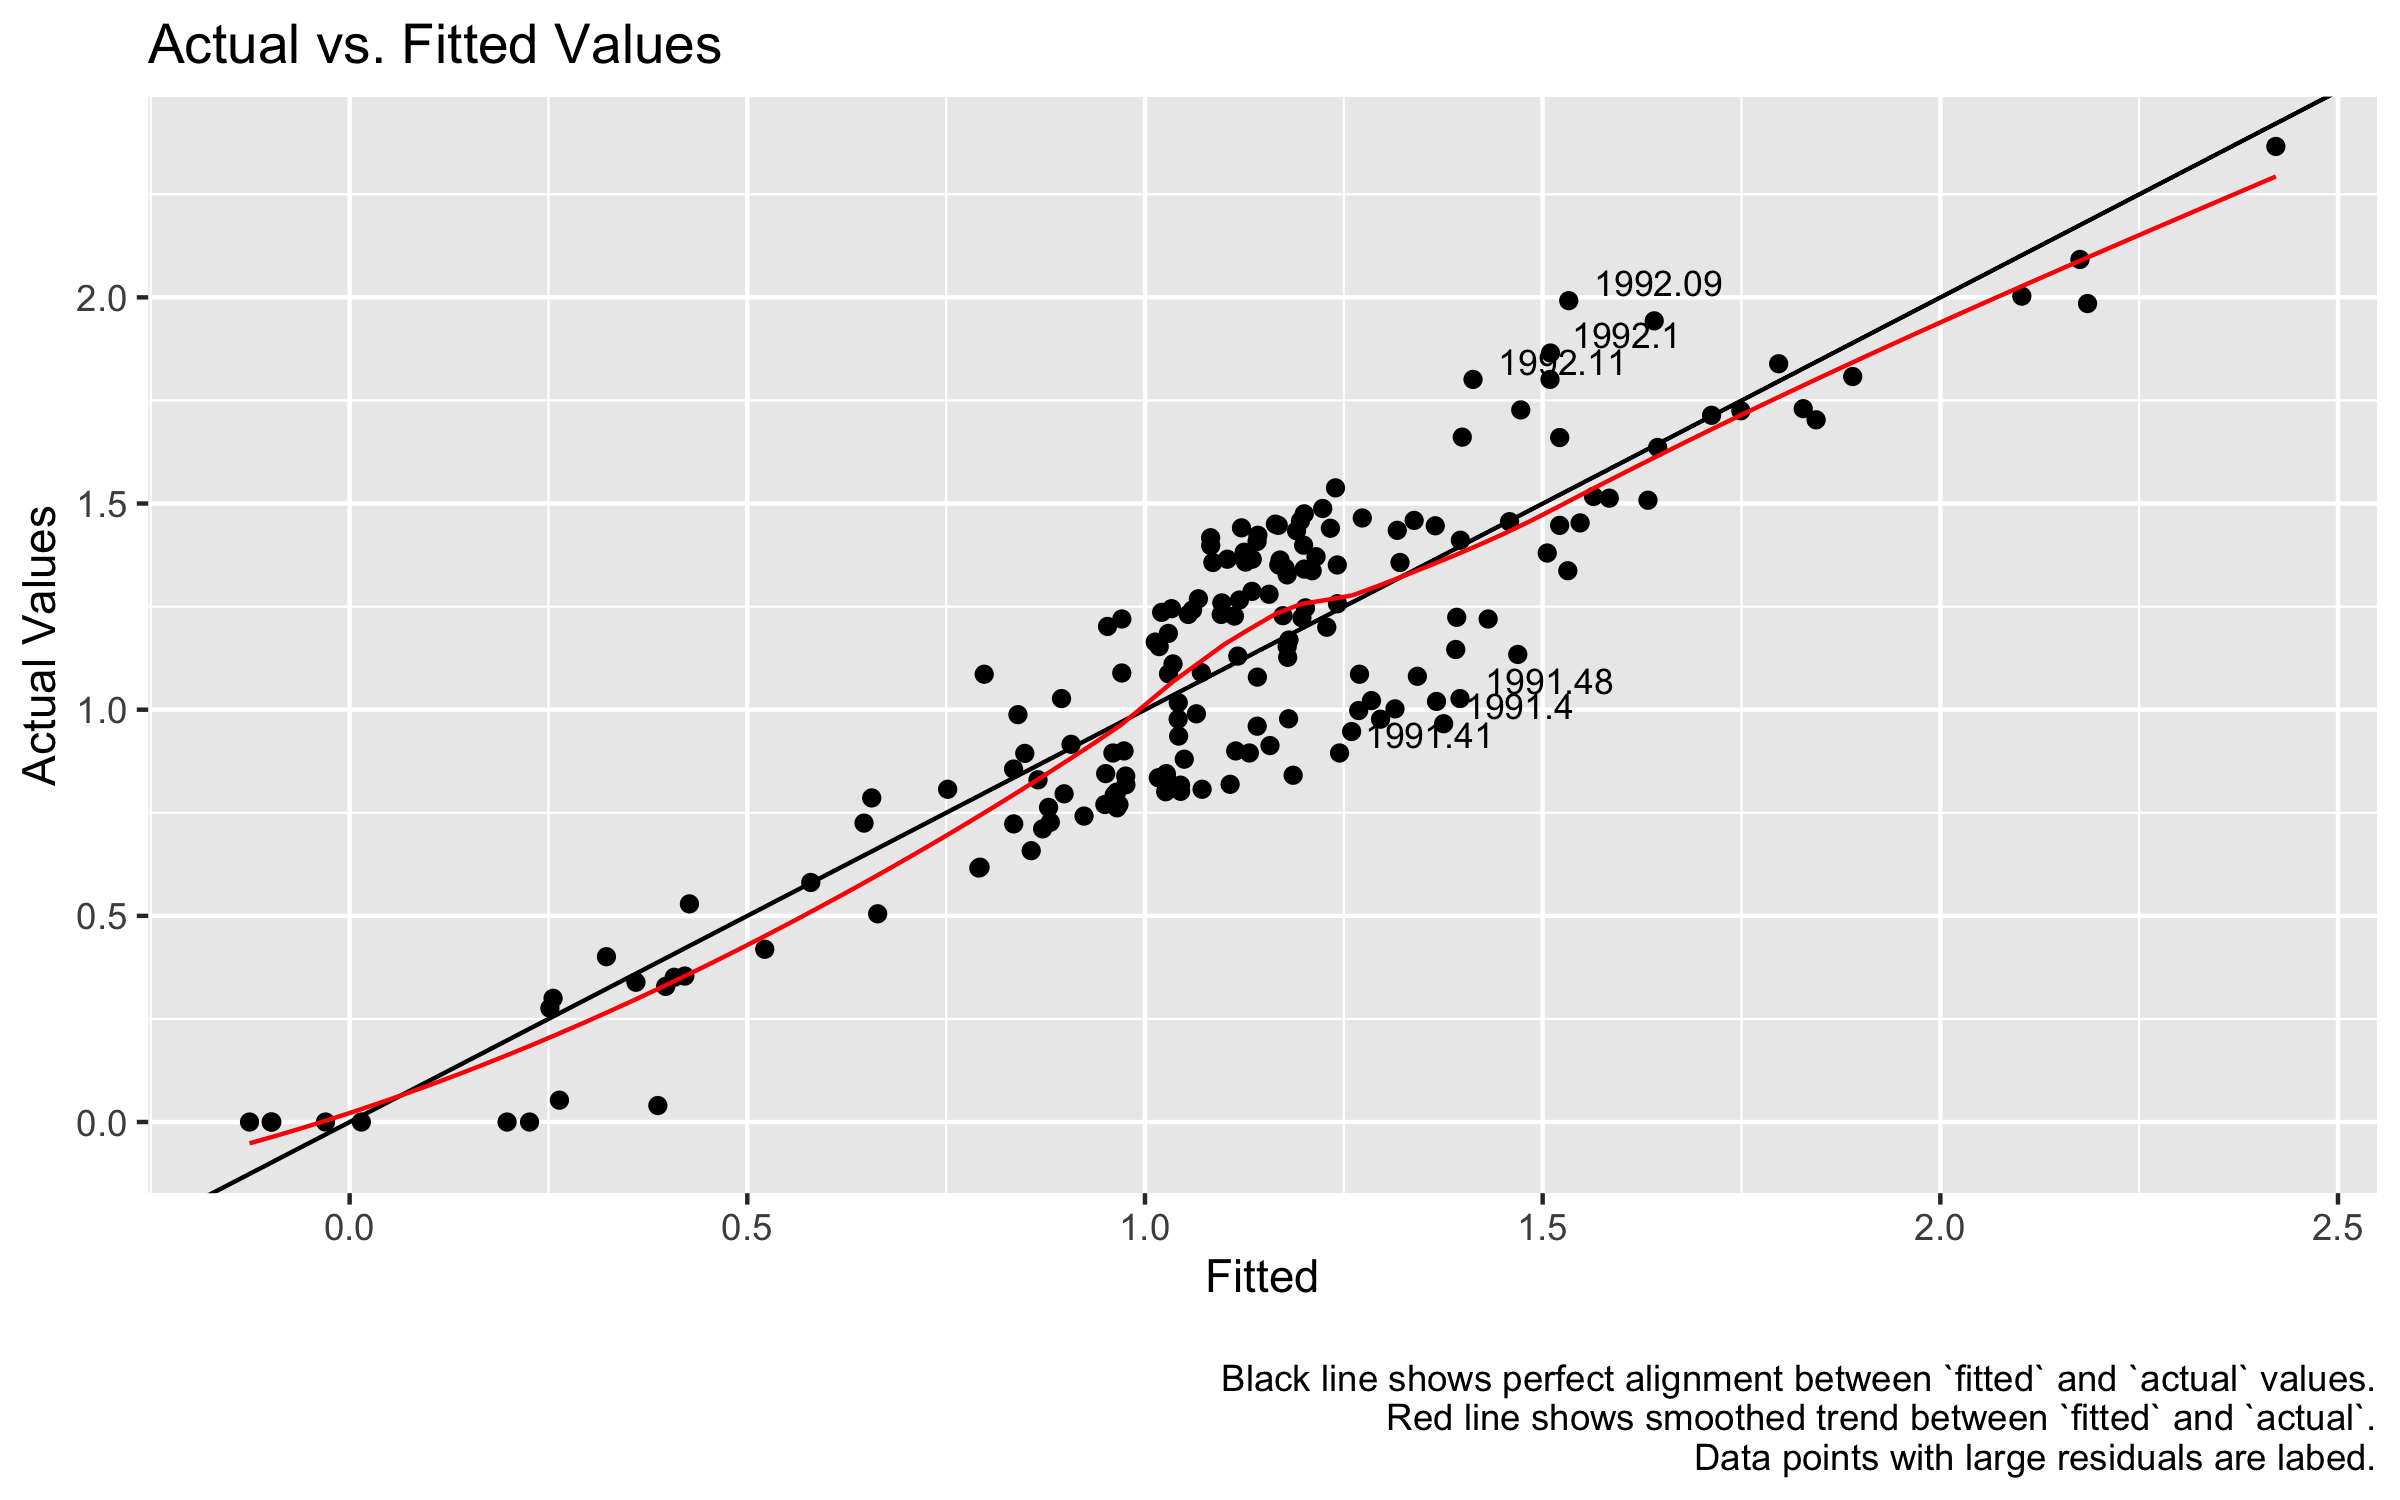 Actual vs. Fitted Values
Actual Values
2.0
1.5
1.0
0.5
0.0
1992.09
1992.1
1992.11
1991.48
1991.4
1991.41
0.0 0.5 1.0 1.5 2.0 2.5
Fitted
Black line shows perfect alignment between `fitted` and `actual` values.
Red line shows smoothed trend between `fitted` and `actual`.
Data points with large residuals are labed.